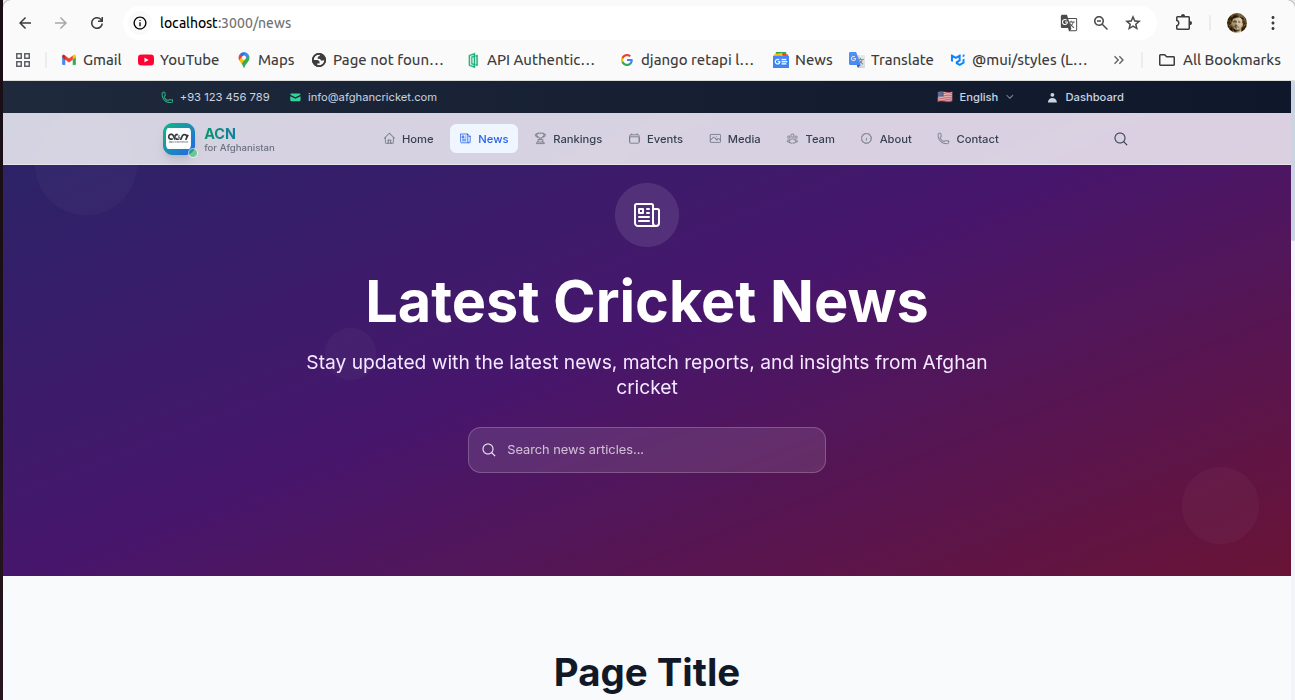 localhost:3000/news
Gmail YouTube Maps Page not foun... API Authentic... django retapi l... News Translate @mui/styles (L... » All Bookmarks
+93 123 456 789 info@afghancricket.com English Dashboard
ACN
for Afghanistan
Home News Rankings Events Media Team About Contact
Latest Cricket News
Stay updated with the latest news, match reports, and insights from Afghan
cricket
Search news articles...
Page Title